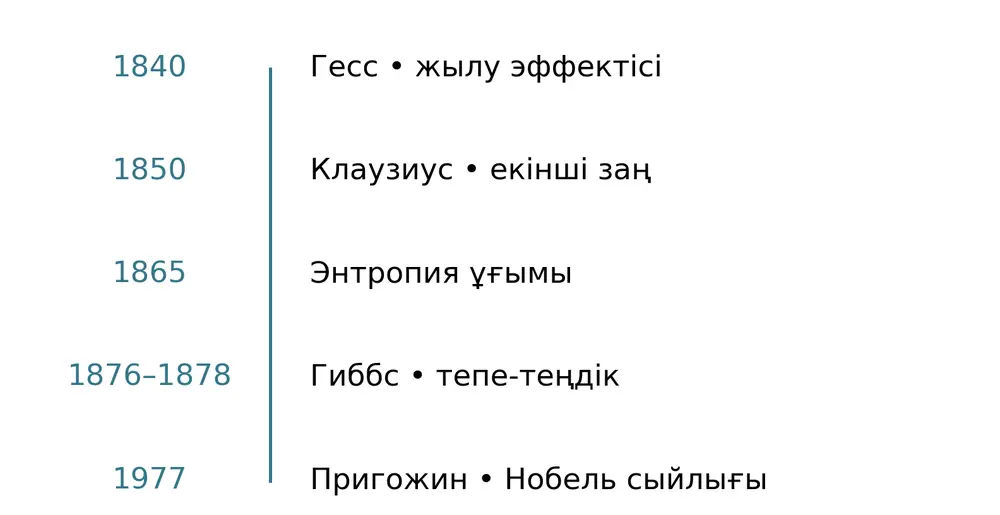 1840 Гесс • жылу эффектісі
1850 Клаузиус • екінші заң
1865 Энтропия ұғымы
1876–1878 Гиббс • тепе-теңдік
1977 Пригожин • Нобель сыйлығы